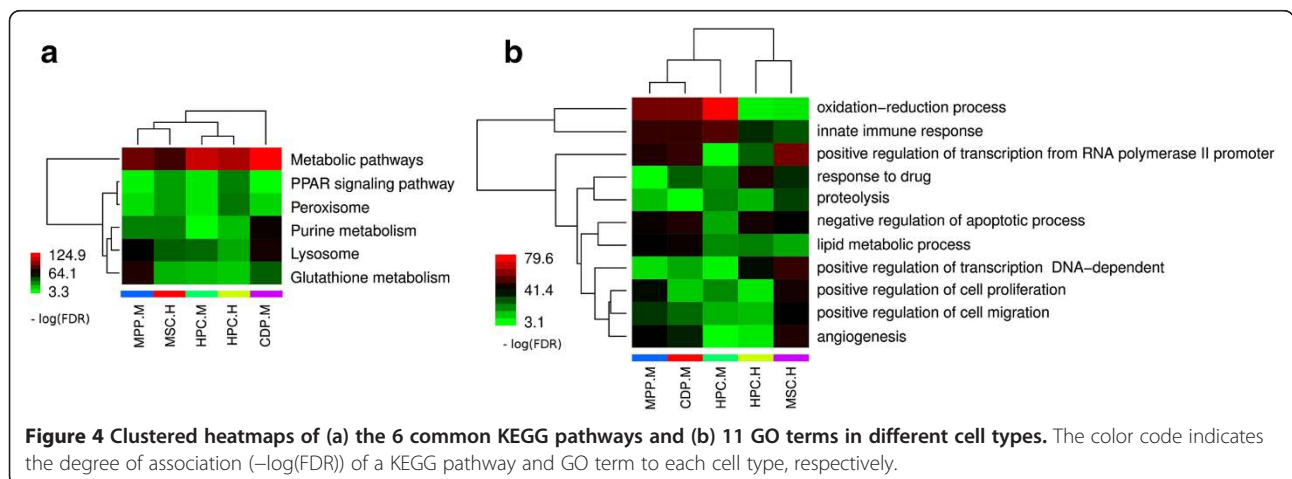 a
Metabolic pathways
PPAR signaling pathway
Peroxisome
Purine metabolism
Lysosome
Glutathione metabolism
124.9
64.1
3.3
- log(FDR)
MPP.M
MSC.H
HPC.M
HPC.H
CDP.M
b
oxidation-reduction process
innate immune response
positive regulation of transcription from RNA polymerase II promoter
response to drug
proteolysis
negative regulation of apoptotic process
lipid metabolic process
positive regulation of transcription DNA-dependent
positive regulation of cell proliferation
positive regulation of cell migration
angiogenesis
79.6
41.4
3.1
- log(FDR)
MPP.M
CDP.M
HPC.M
HPC.H
MSC.H
Figure 4 Clustered heatmaps of (a) the 6 common KEGG pathways and (b) 11 GO terms in different cell types. The color code indicates
the degree of association (−log(FDR)) of a KEGG pathway and GO term to each cell type, respectively.